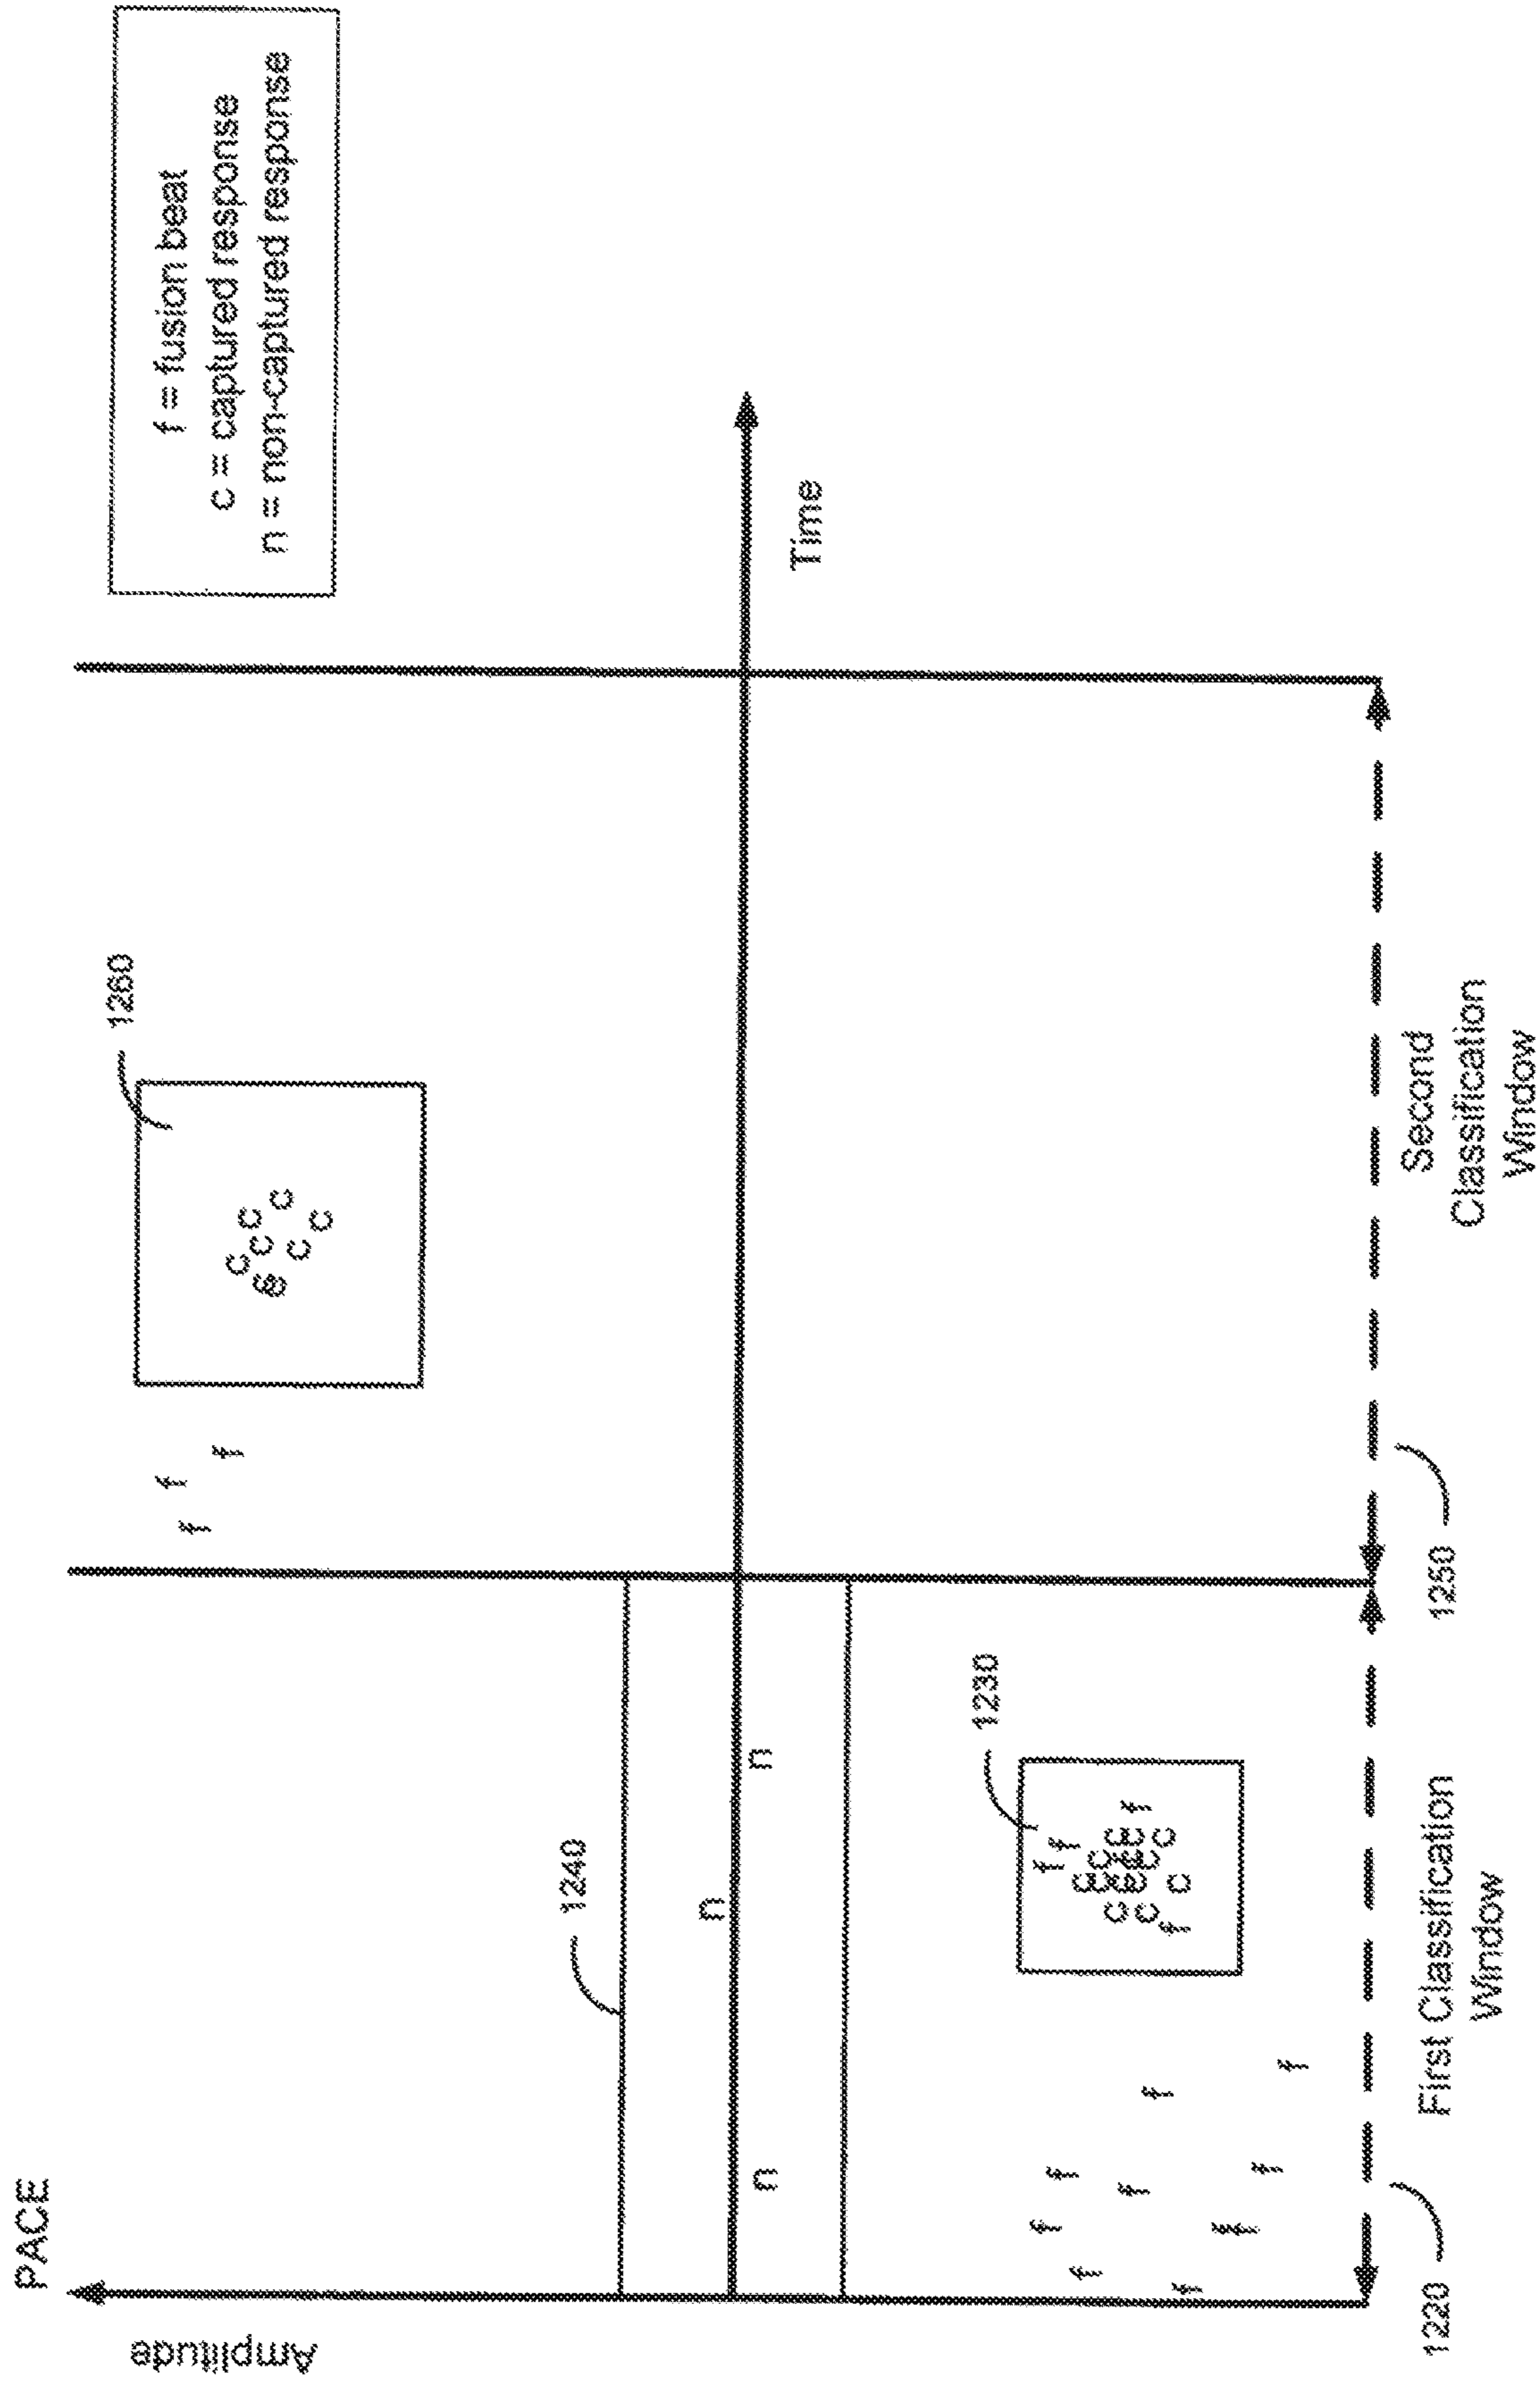 PACE
Amplitude
f = fusion beat
c = captured response
n = non-captured response
1260
f
f
f
c
c
c
c
c
c
1240
n
n
n
Time
1230
f
f
f
f
c
c
c
c
c
f
f
f
f
f
f
f
f
f
f
1220
First Classification
Window
1250
Second
Classification
Window